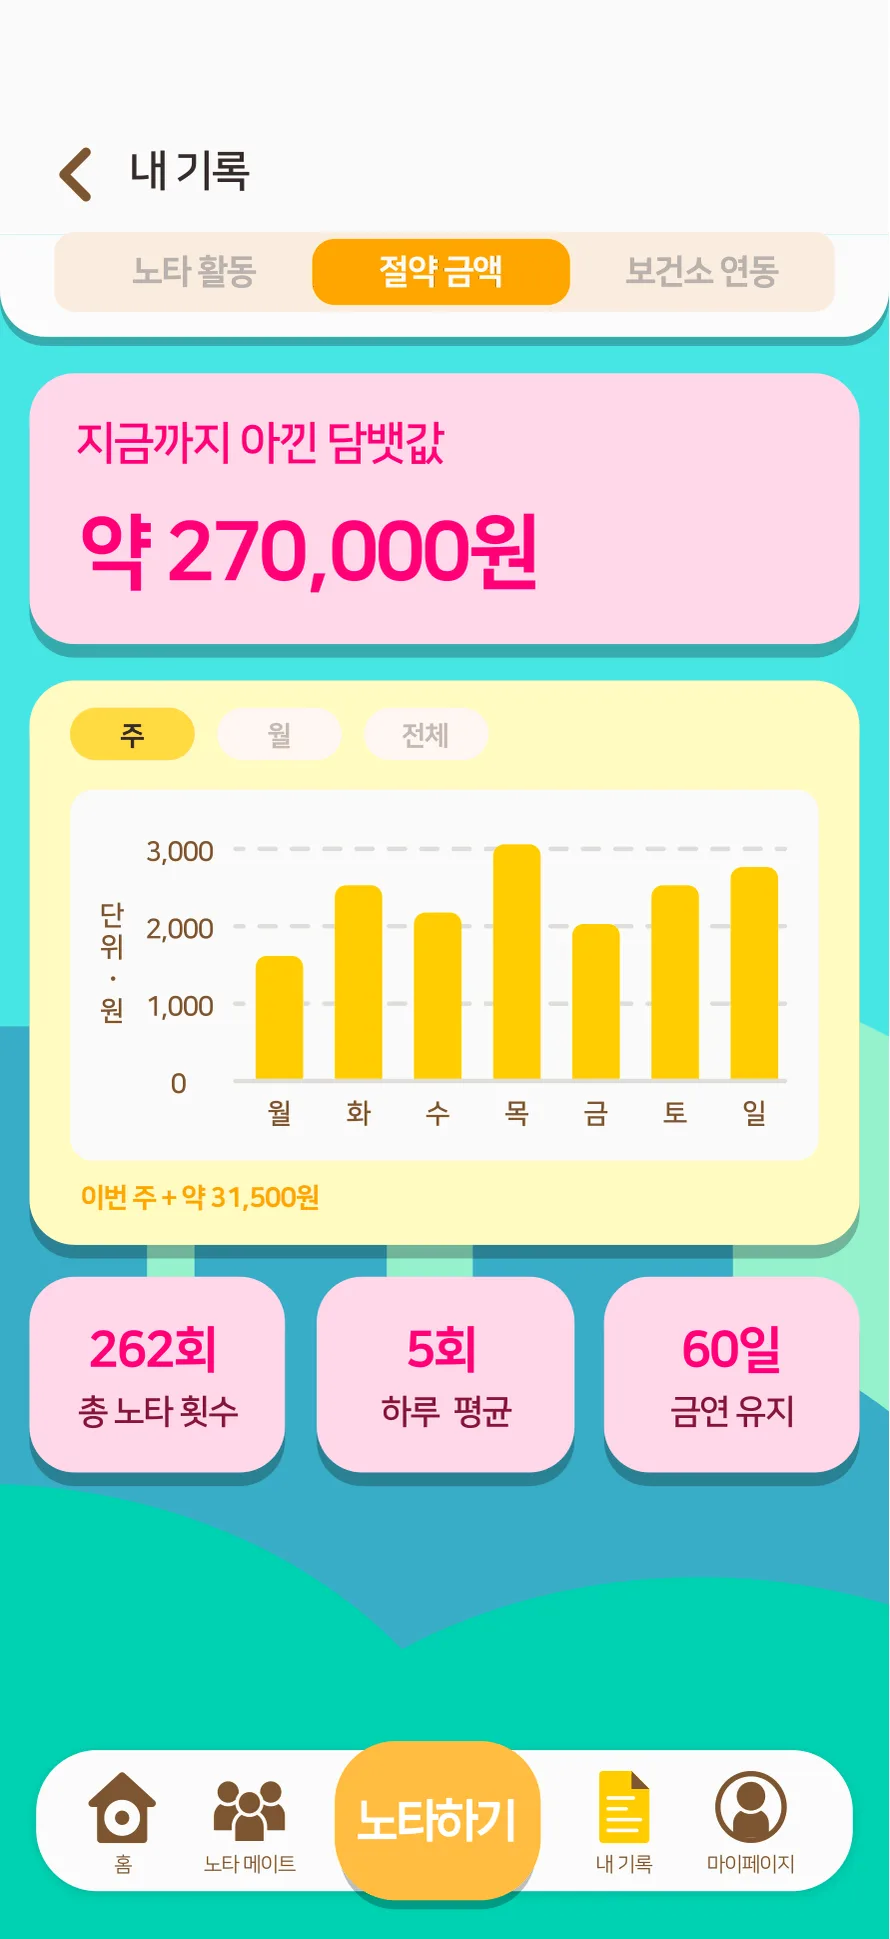 내 기록
노타 활동
절약 금액
보건소 연동
지금까지 아낀 담뱃값
약 270,000원
주
월
전체
단위 · 원
3,000
2,000
1,000
0
월 화 수 목 금 토 일
이번 주 + 약 31,500원
262회
총 노타 횟수
5회
하루 평균
60일
금연 유지
홈
노타 메이트
노타하기
내 기록
마이페이지